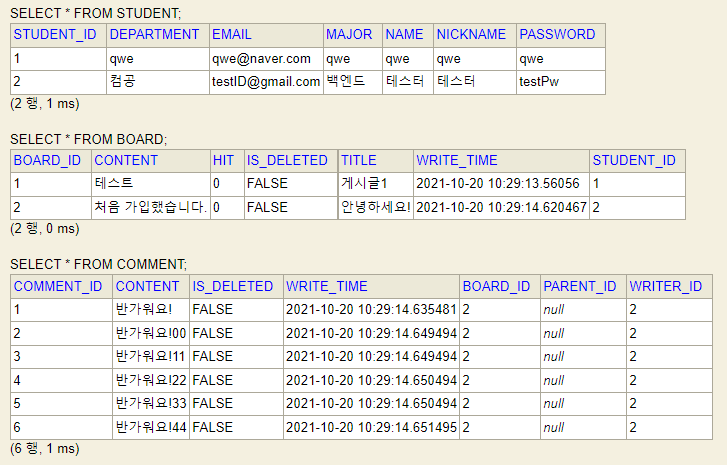 SELECT * FROM STUDENT;
STUDENT_ID DEPARTMENT EMAIL MAJOR NAME NICKNAME PASSWORD
1 qwe qwe@naver.com qwe qwe qwe qwe
2 컴공 testID@gmail.com 백엔드 테스터 테스터 testPw
(2 행, 1 ms)
SELECT * FROM BOARD;
BOARD_ID CONTENT HIT IS_DELETED TITLE WRITE_TIME STUDENT_ID
1 테스트 0 FALSE 게시글1 2021-10-20 10:29:13.56056 1
2 처음 가입했습니다. 0 FALSE 안녕하세요! 2021-10-20 10:29:14.620467 2
(2 행, 0 ms)
SELECT * FROM COMMENT;
COMMENT_ID CONTENT IS_DELETED WRITE_TIME BOARD_ID PARENT_ID WRITER_ID
1 반가워요! FALSE 2021-10-20 10:29:14.635481 2 null 2
2 반가워요!00 FALSE 2021-10-20 10:29:14.649494 2 null 2
3 반가워요!11 FALSE 2021-10-20 10:29:14.649494 2 null 2
4 반가워요!22 FALSE 2021-10-20 10:29:14.650494 2 null 2
5 반가워요!33 FALSE 2021-10-20 10:29:14.650494 2 null 2
6 반가워요!44 FALSE 2021-10-20 10:29:14.651495 2 null 2
(6 행, 1 ms)